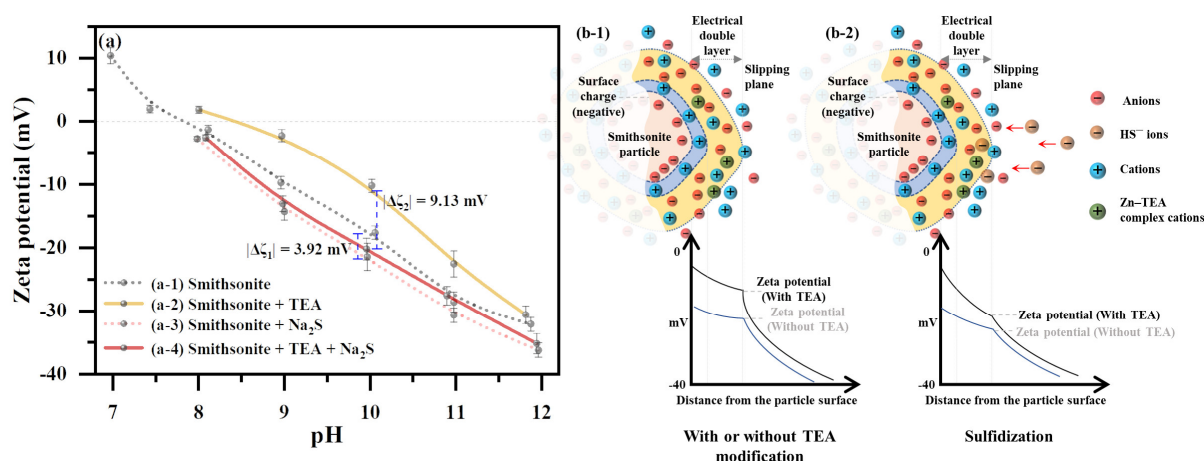 (a)
Zeta potential (mV)
10
0
-10
-20
-30
-40
|Δζ₂| = 9.13 mV
|Δζ₁| = 3.92 mV
(a-1) Smithsonite
(a-2) Smithsonite + TEA
(a-3) Smithsonite + Na₂S
(a-4) Smithsonite + TEA + Na₂S
7 8 9 10 11 12
pH
(b-1)
Electrical
double
layer
Slipping
plane
Surface
charge
(negative)
Smithsonite
particle
0
mV
-40
Zeta potential
(With TEA)
Zeta potential
(Without TEA)
Distance from the particle surface
With or without TEA
modification
(b-2)
Electrical
double
layer
Slipping
plane
Surface
charge
(negative)
Smithsonite
particle
0
mV
-40
Zeta potential (With TEA)
Zeta potential (Without TEA)
Distance from the particle surface
Sulfidization
Anions
HS⁻ ions
Cations
Zn–TEA
complex cations